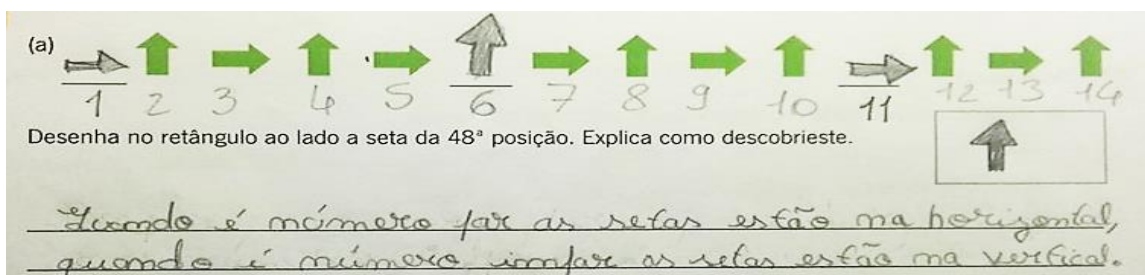 (a)
1 2 3 4 5 6 7 8 9 10 11 12 13 14
Desenha no retângulo ao lado a seta da 48ª posição. Explica como descobrieste.
Quando é número par as setas estão na horizontal,
quando é número impar as setas estão na vertical.